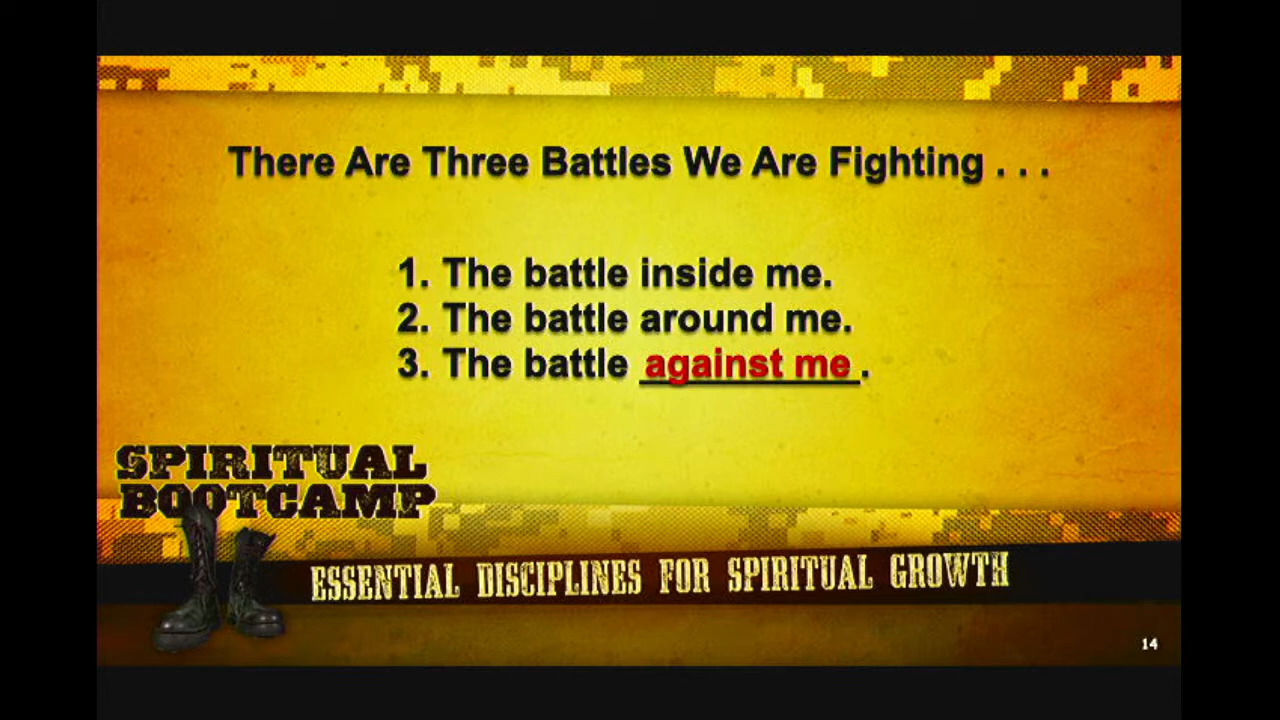 There Are Three Battles We Are Fighting . . .
1. The battle inside me.
2. The battle around me.
3. The battle against me.
SPIRITUAL
BOOTCAMP
ESSENTIAL DISCIPLINES FOR SPIRITUAL GROWTH
14